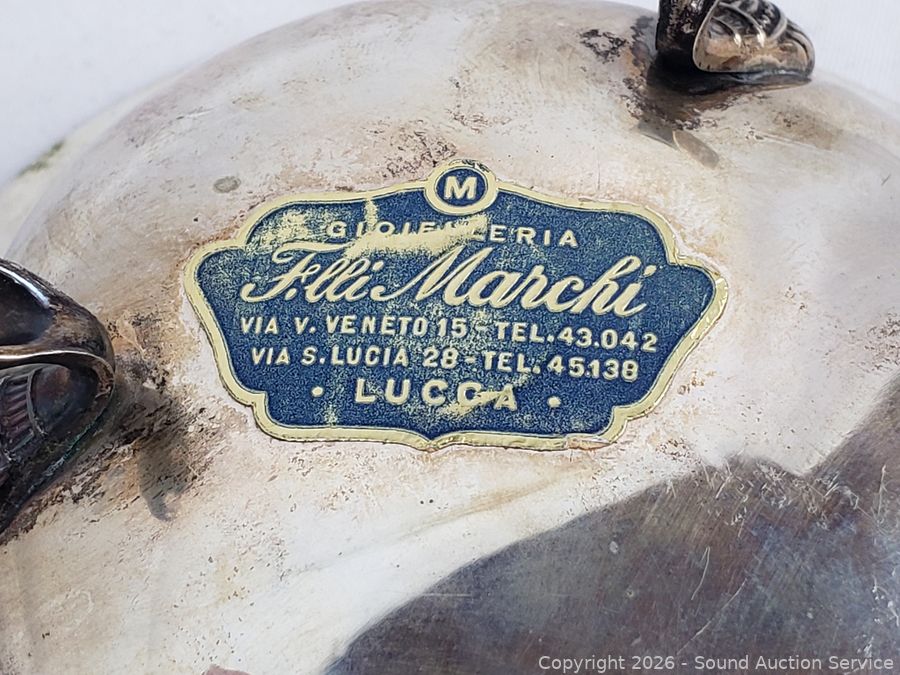 M
GIOIELLERIA
F.lli Marchi
VIA V. VENETO 15 - TEL. 43.042
VIA S. LUCIA 28 - TEL. 45.138
• LUCCA •
Copyright 2026 - Sound Auction Service